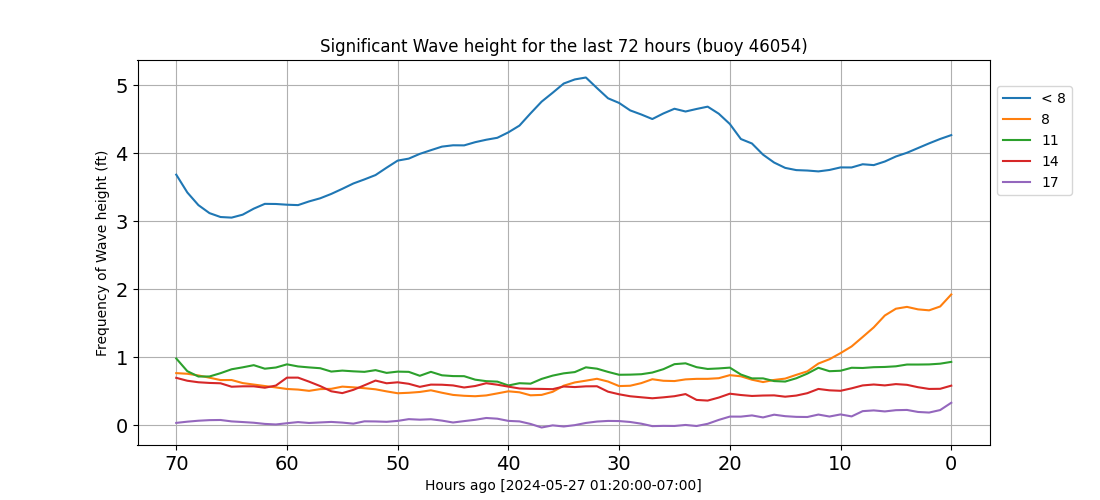 Significant Wave height for the last 72 hours (buoy 46054)
Frequency of Wave height (ft)
5
4
3
2
1
0
70 60 50 40 30 20 10 0
Hours ago [2024-05-27 01:20:00-07:00]
< 8
8
11
14
17